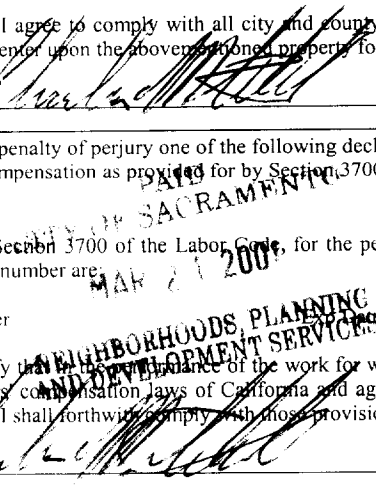 I agree to comply with all city and county
enter upon the abovementioned property fo
penalty of perjury one of the following decl
mpensation as provided for by Section 3700
PAID
CITY OF SACRAMENTO
Section 3700 of the Labor Code, for the pe
number are:
MAR 21 2001
er
NEIGHBORHOODS, PLANNING
AND DEVELOPMENT SERVICES
y that in the performance of the work for w
s' compensation laws of California and ag
I shall forthwith comply with those provisio